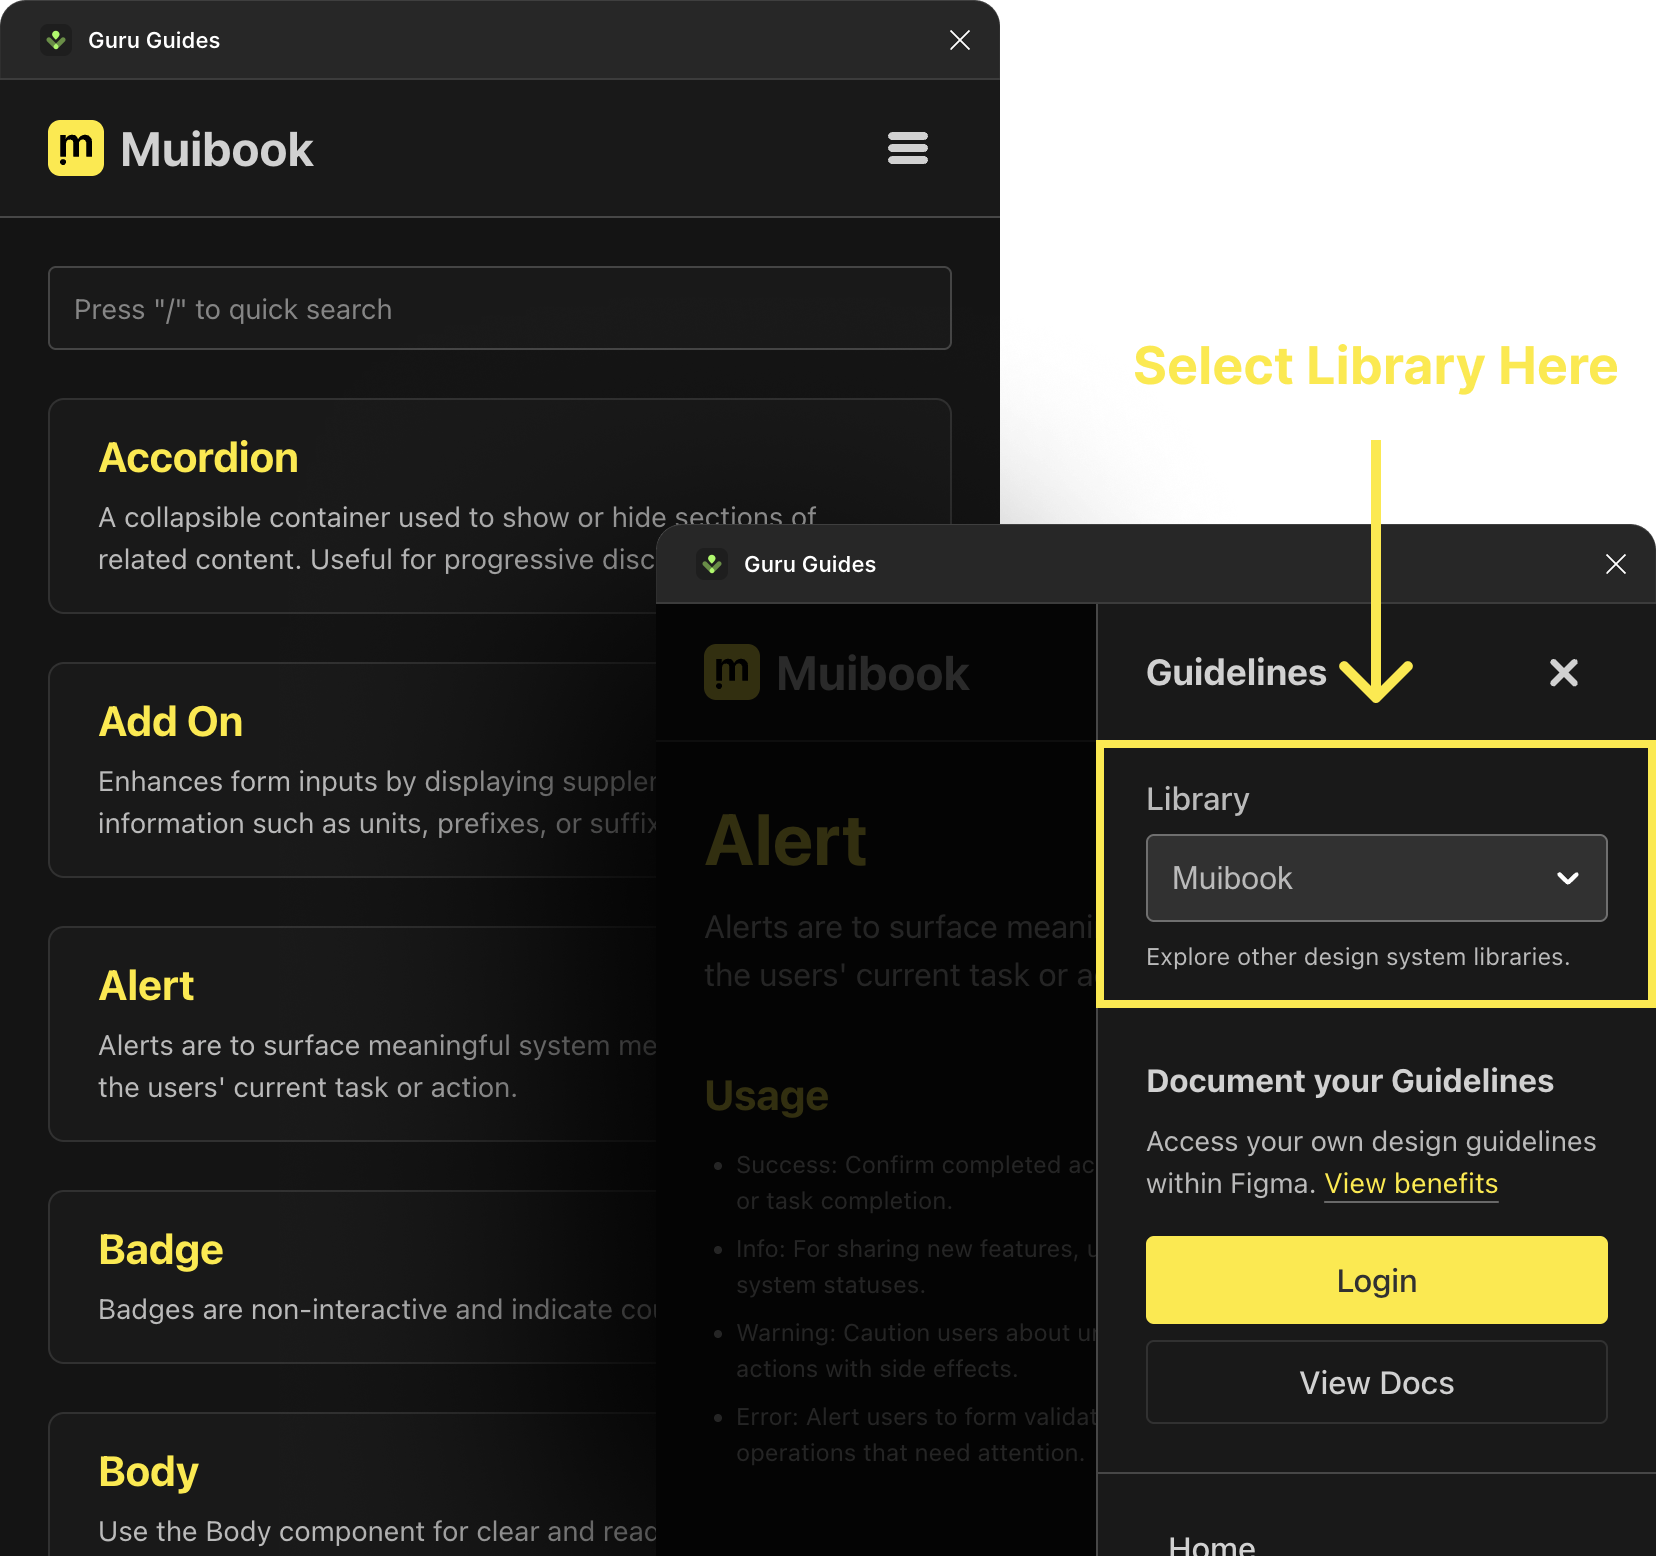 Guru Guides
m Muibook
Press "/" to quick search
Accordion
A collapsible container used to show or hide sections of
related content. Useful for progressive disc
Add On
Enhances form inputs by displaying supplem
information such as units, prefixes, or suffix
Alert
Alerts are to surface meaningful system me
the users' current task or action.
Badge
Badges are non-interactive and indicate cou
Body
Use the Body component for clear and read
Select Library Here
Guru Guides
m Muibook
Alert
Alerts are to surface meani
the users' current task or a
Usage
Success: Confirm completed ac
or task completion.
Info: For sharing new features, u
system statuses.
Warning: Caution users about un
actions with side effects.
Error: Alert users to form validat
operations that need attention.
Guidelines
Library
Muibook
Explore other design system libraries.
Document your Guidelines
Access your own design guidelines
within Figma. View benefits
Login
View Docs
Home